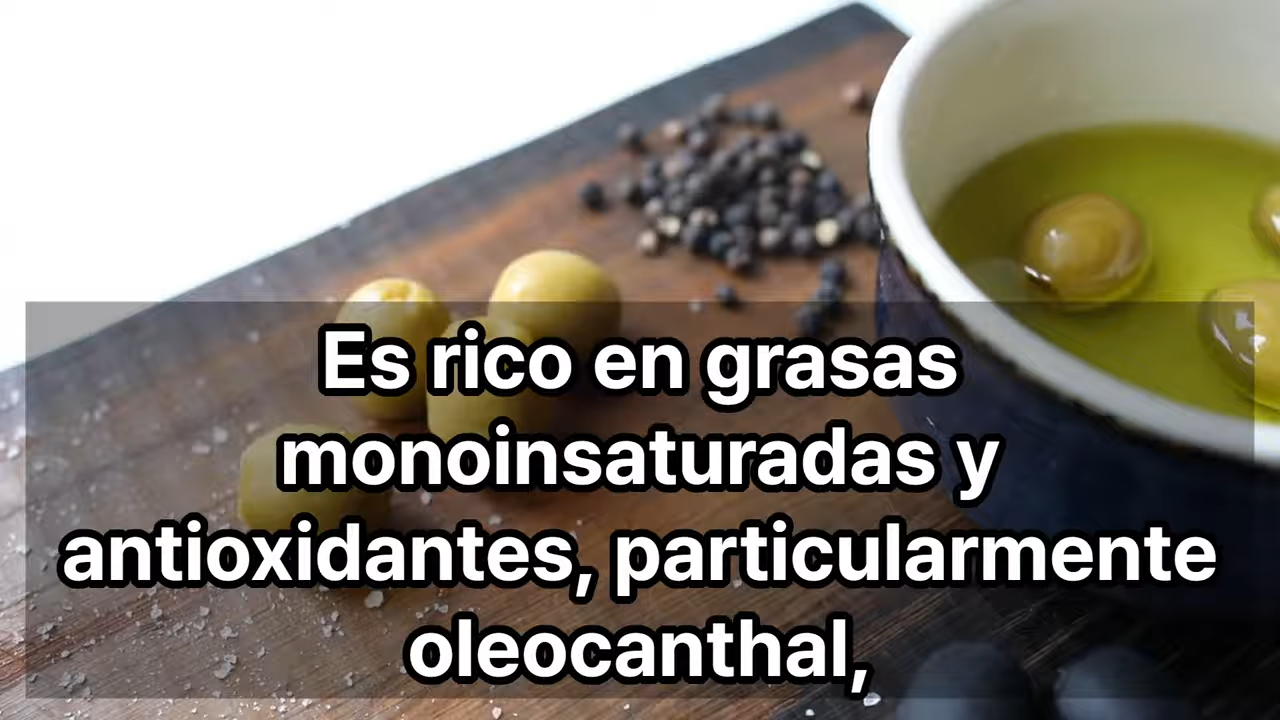 Es rico en grasas
monoinsaturadas y
antioxidantes, particularmente
oleocanthal,